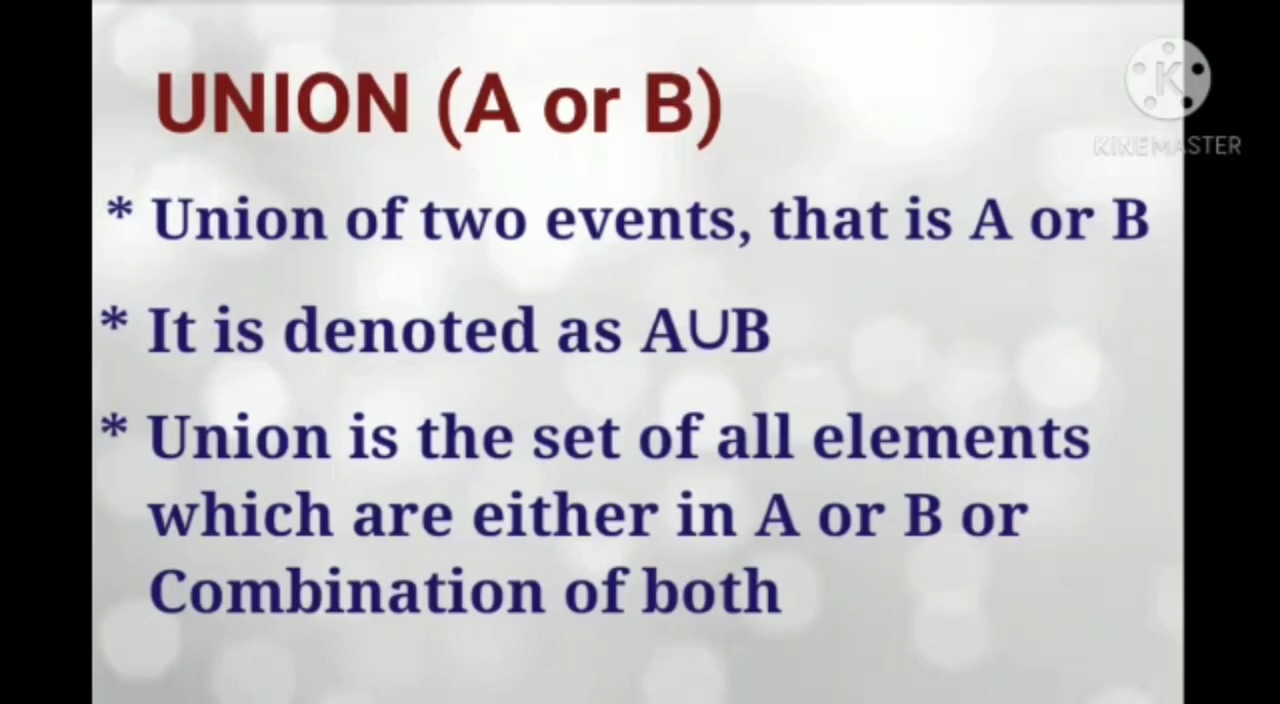 UNION (A or B)
K
KINEMASTER
* Union of two events, that is A or B
* It is denoted as A∪B
* Union is the set of all elements
which are either in A or B or
Combination of both